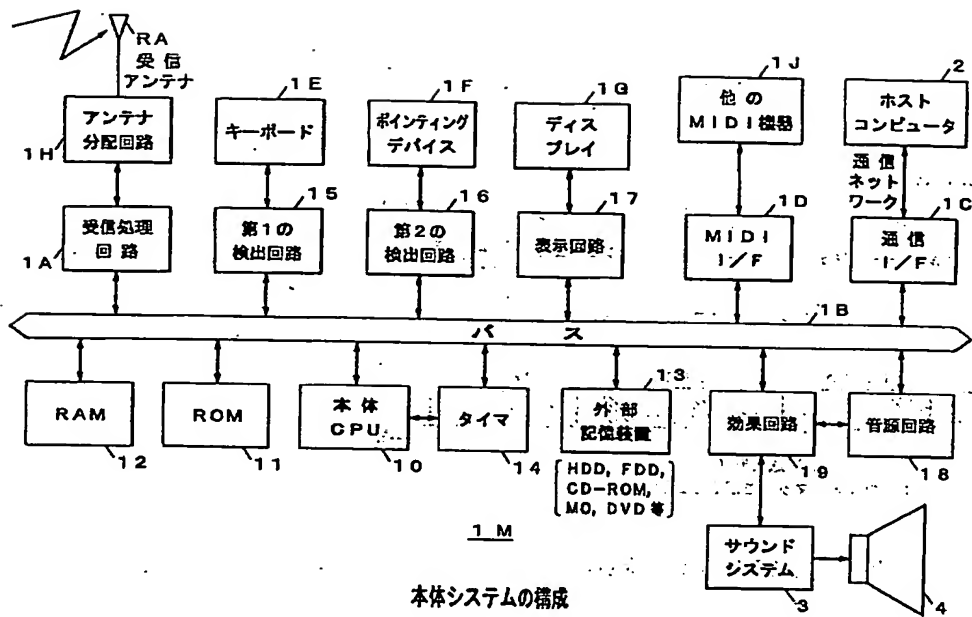 RA
受信
アンテナ
アンテナ
分配回路
1H
1E
キーボード
1F
ポインティング
デバイス
1G
ディス
プレイ
1J
他の
MIDI機器
2
ホスト
コンピュータ
通信
ネット
ワーク
受信処理
回路
1A
15
第1の
検出回路
16
第2の
検出回路
17
表示回路
1D
MIDI
I/F
1C
通信
I/F
1B
バス
RAM
12
ROM
11
本体
CPU
10
タイマ
14
13
外部
記憶装置
HDD, FDD,
CD-ROM,
MO, DVD等
効果回路
19
音源回路
18
1M
サウンド
システム
3
4
本体システムの構成